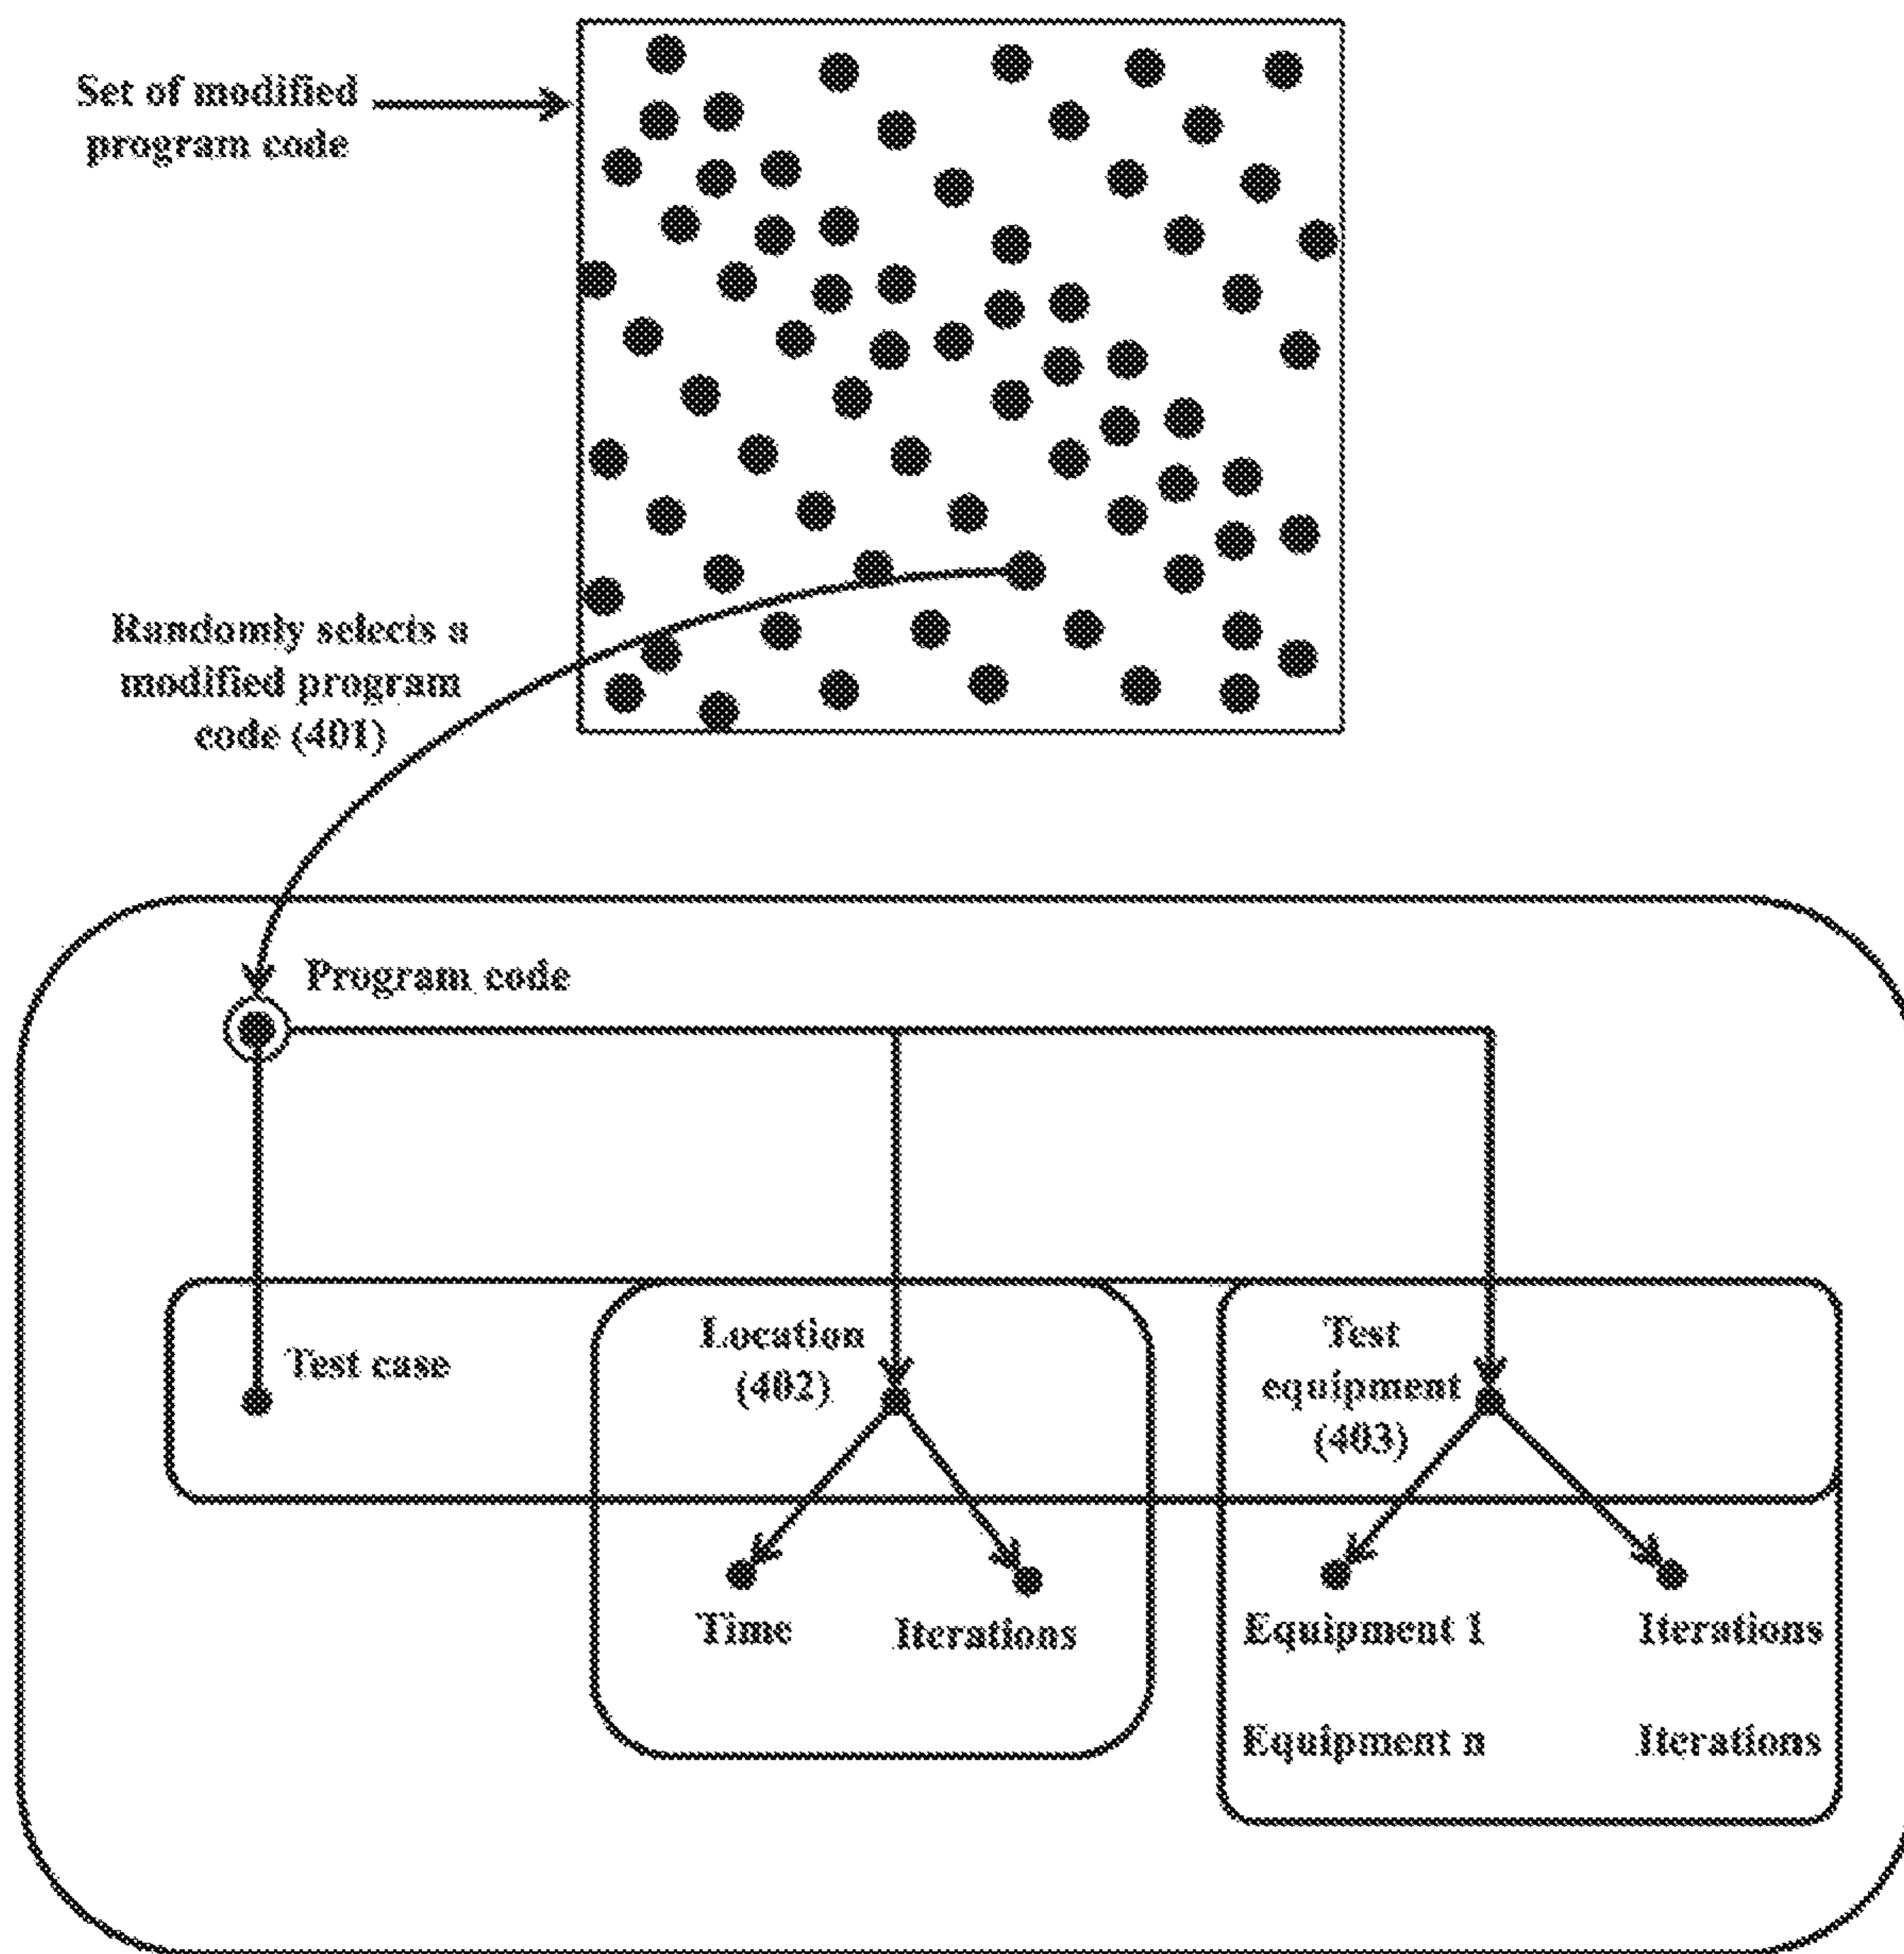 Set of modified
program code
Randomly selects a
modified program
code (401)
Program code
Test case
Location
(402)
Test
equipment
(403)
Time
Iterations
Equipment 1
Iterations
Equipment n
Iterations